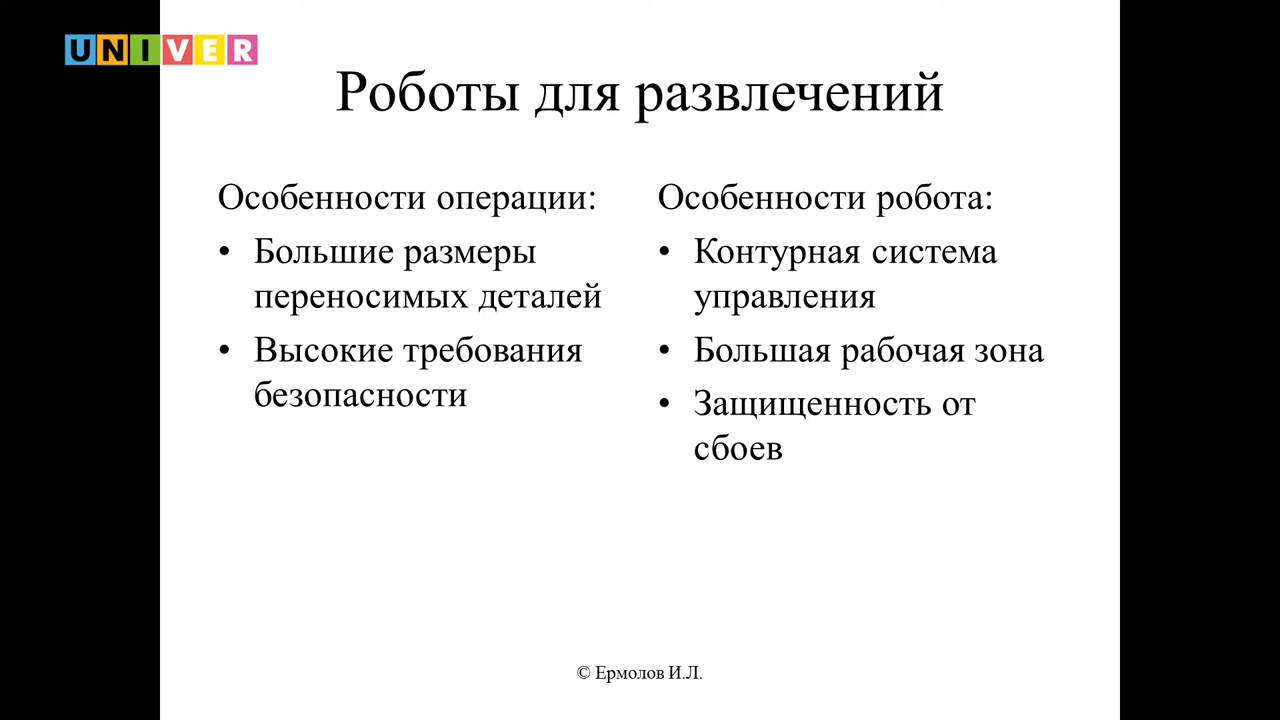 UNIVER
Роботы для развлечений
Особенности операции:
• Большие размеры
переносимых деталей
• Высокие требования
безопасности
Особенности робота:
• Контурная система
управления
• Большая рабочая зона
• Защищенность от
сбоев
© Ермолов И.Л.